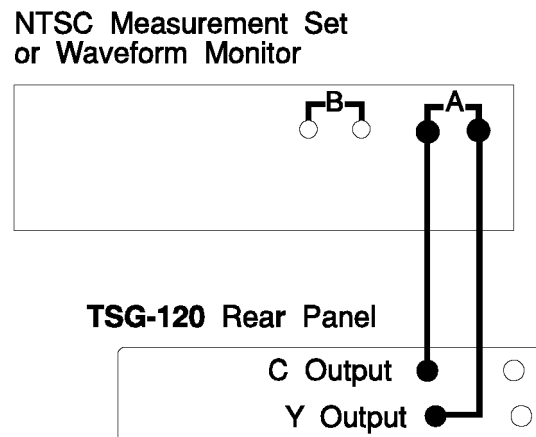 NTSC Measurement Set
or Waveform Monitor
B
A
TSG-120 Rear Panel
C Output
Y Output